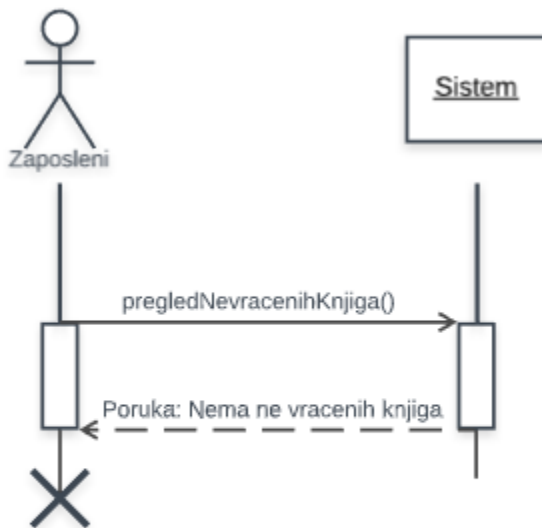 Sistem
Zaposleni
pregledNevracenihKnjiga()
Poruka: Nema ne vracenih knjiga